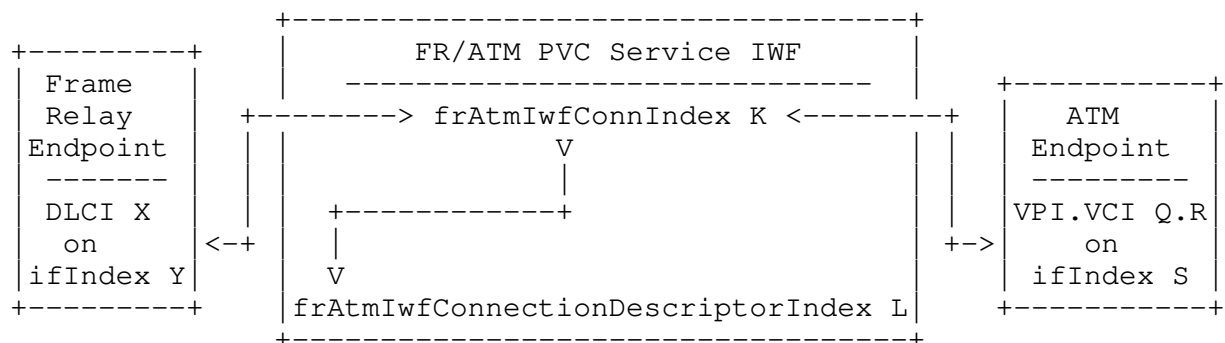 FR/ATM PVC Service IWF
Frame
Relay
Endpoint
DLCI X
on
ifIndex Y
frAtmIwfConnIndex K
V
V
frAtmIwfConnectionDescriptorIndex L
ATM
Endpoint
VPI.VCI Q.R
on
ifIndex S